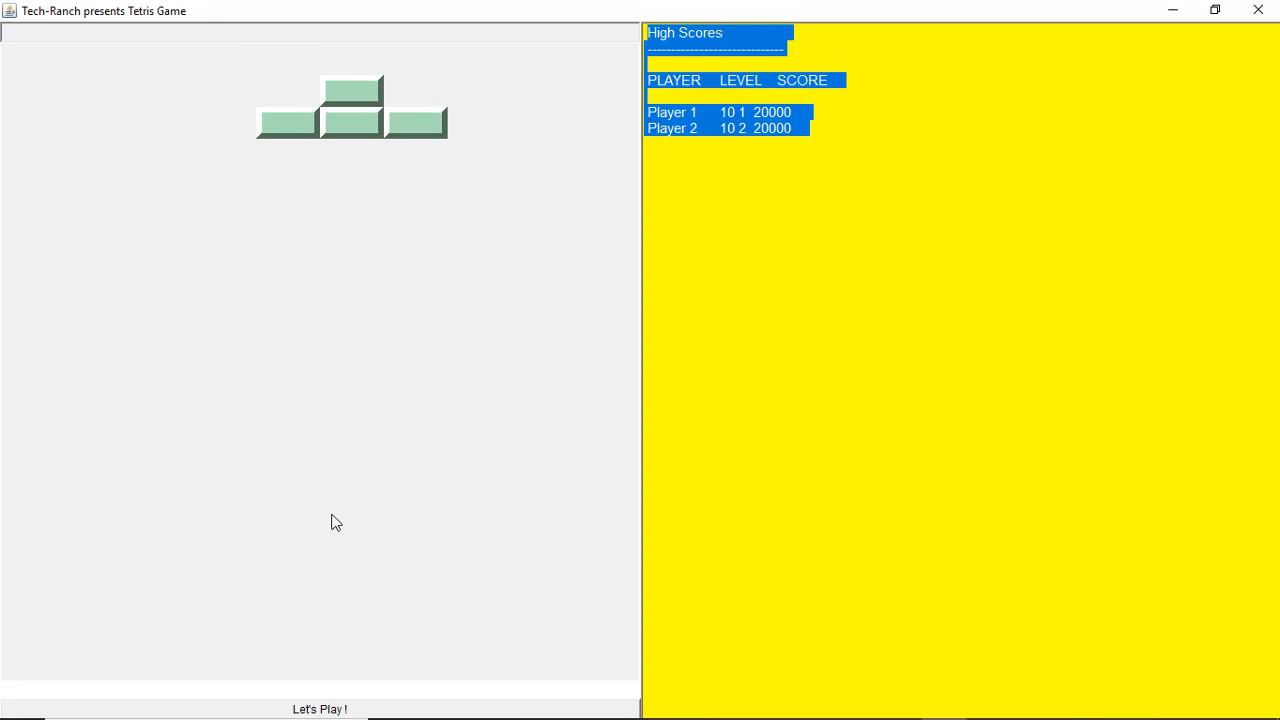 Tech-Ranch presents Tetris Game
High Scores
----------------------------
PLAYER LEVEL SCORE
Player 1 10 1 20000
Player 2 10 2 20000
Let's Play !